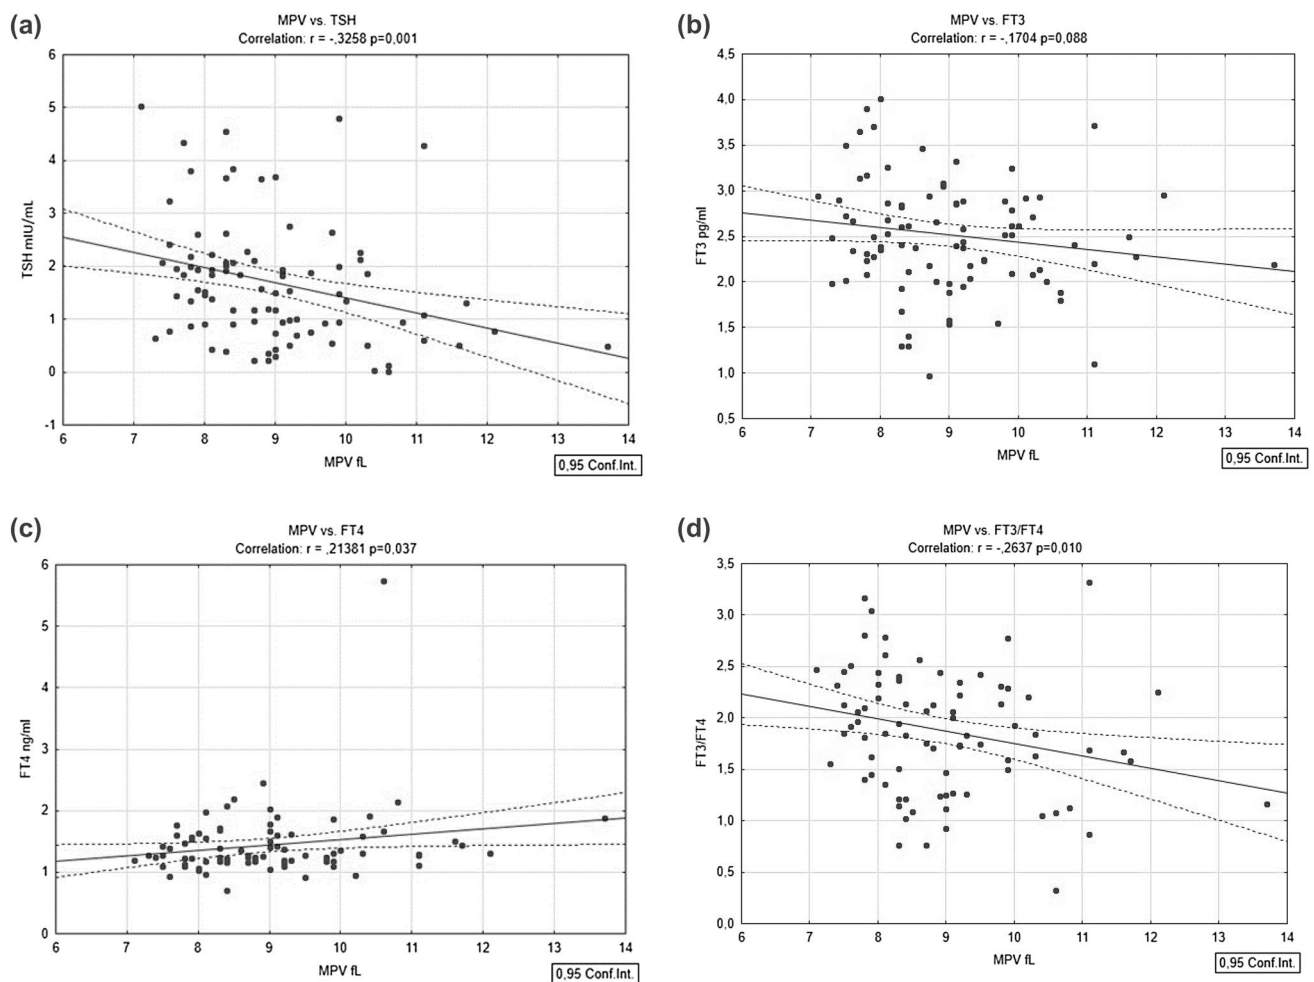 (a)
MPV vs. TSH
Correlation: r = -,3258 p=0,001
6
5
4
3
2
1
0
-1
TSH mIU/mL
6 7 8 9 10 11 12 13 14
MPV fL
0,95 Conf.Int.
(b)
MPV vs. FT3
Correlation: r = -,1704 p=0,088
4,5
4,0
3,5
3,0
2,5
2,0
1,5
1,0
0,5
FT3 pg/ml
6 7 8 9 10 11 12 13 14
MPV fL
0,95 Conf.Int.
(c)
MPV vs. FT4
Correlation: r = ,21381 p=0,037
6
5
4
3
2
1
0
FT4 ng/ml
6 7 8 9 10 11 12 13 14
MPV fL
0,95 Conf.Int.
(d)
MPV vs. FT3/FT4
Correlation: r = -,2637 p=0,010
3,5
3,0
2,5
2,0
1,5
1,0
0,5
0,0
FT3/FT4
6 7 8 9 10 11 12 13 14
MPV fL
0,95 Conf.Int.